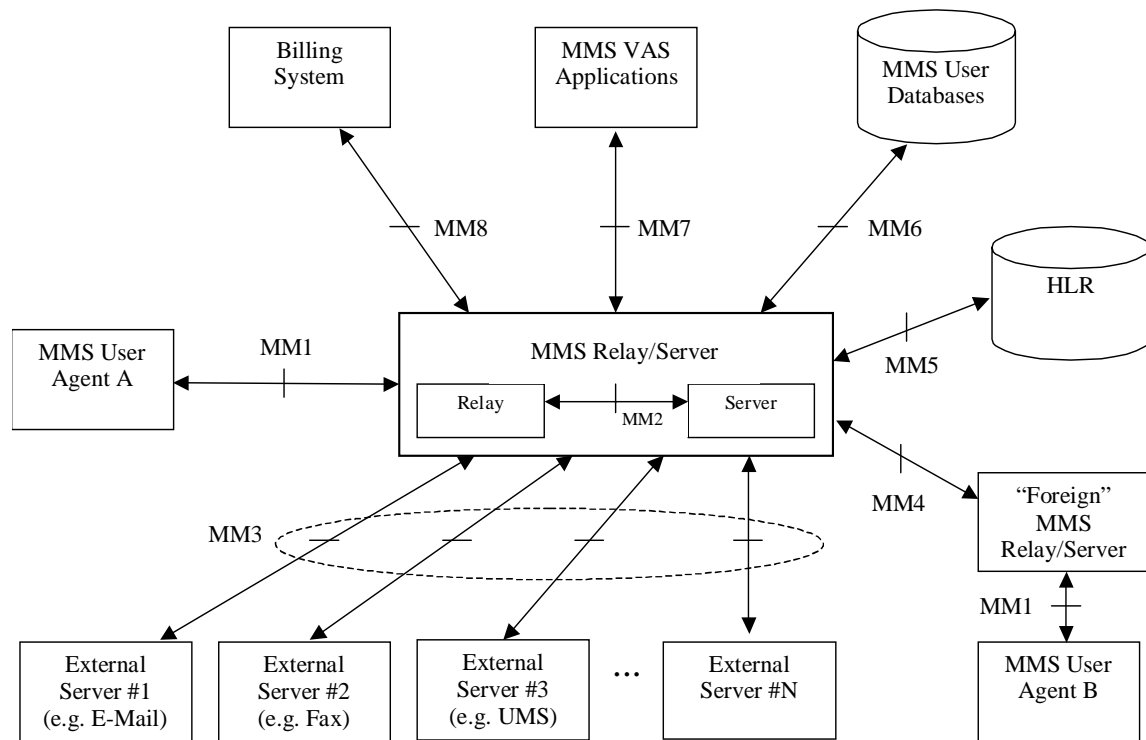 Billing
System
MMS VAS
Applications
MMS User
Databases
MM8
MM7
MM6
HLR
MMS User
Agent A
MM1
MMS Relay/Server
MM5
Relay
MM2
Server
MM4
“Foreign”
MMS
Relay/Server
MM3
MM1
External
Server #1
(e.g. E-Mail)
External
Server #2
(e.g. Fax)
External
Server #3
(e.g. UMS)
...
External
Server #N
MMS User
Agent B